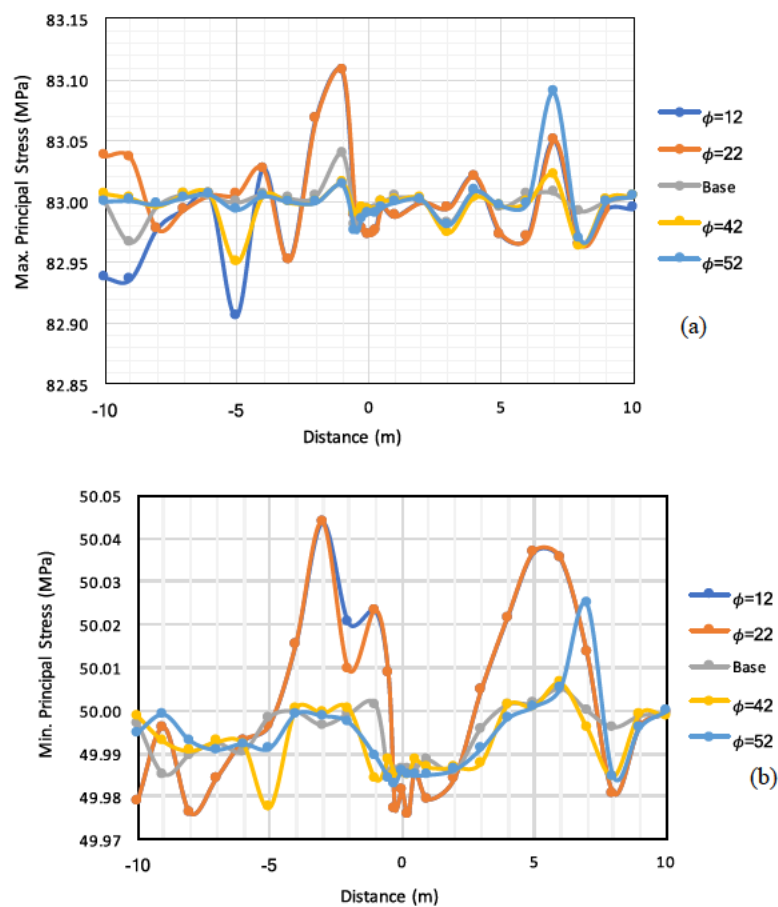 83.15
83.10
83.05
83.00
82.95
82.90
82.85
Max. Principal Stress (MPa)
-10
-5
0
5
10
Distance (m)
ϕ=12
ϕ=22
Base
ϕ=42
ϕ=52
(a)
50.05
50.04
50.03
50.02
50.01
50.00
49.99
49.98
49.97
Min. Principal Stress (MPa)
-10
-5
0
5
10
Distance (m)
ϕ=12
ϕ=22
Base
ϕ=42
ϕ=52
(b)